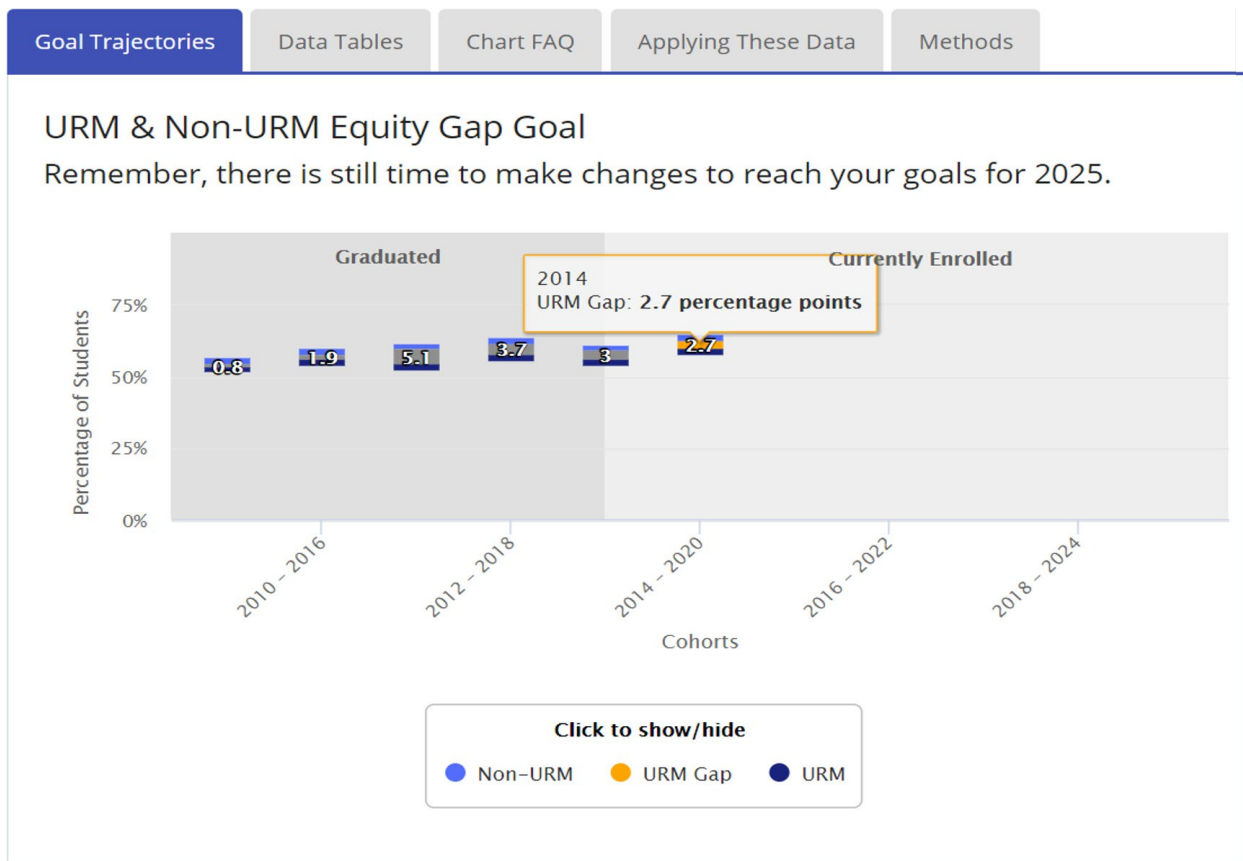 Goal Trajectories
Data Tables
Chart FAQ
Applying These Data
Methods
URM & Non-URM Equity Gap Goal
Remember, there is still time to make changes to reach your goals for 2025.
Graduated
Currently Enrolled
2014
URM Gap: 2.7 percentage points
Percentage of Students
75%
50%
25%
0%
0.8
1.9
5.1
3.7
3
2.7
2010 – 2016
2012 – 2018
2014 – 2020
2016 – 2022
2018 – 2024
Cohorts
Click to show/hide
Non-URM
URM Gap
URM